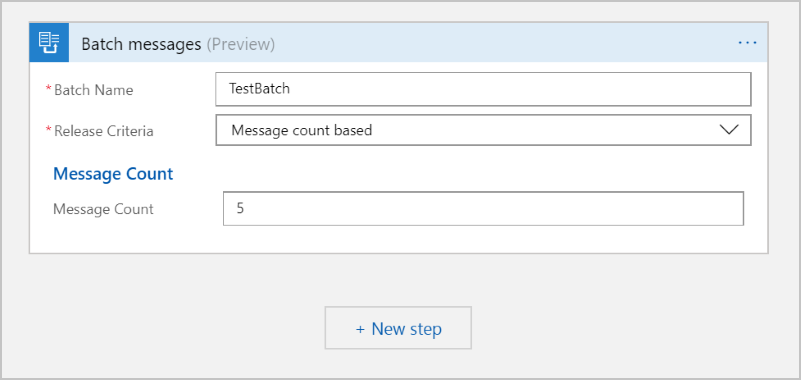 Batch messages (Preview) ...
* Batch Name TestBatch
* Release Criteria Message count based
Message Count
Message Count 5
+ New step